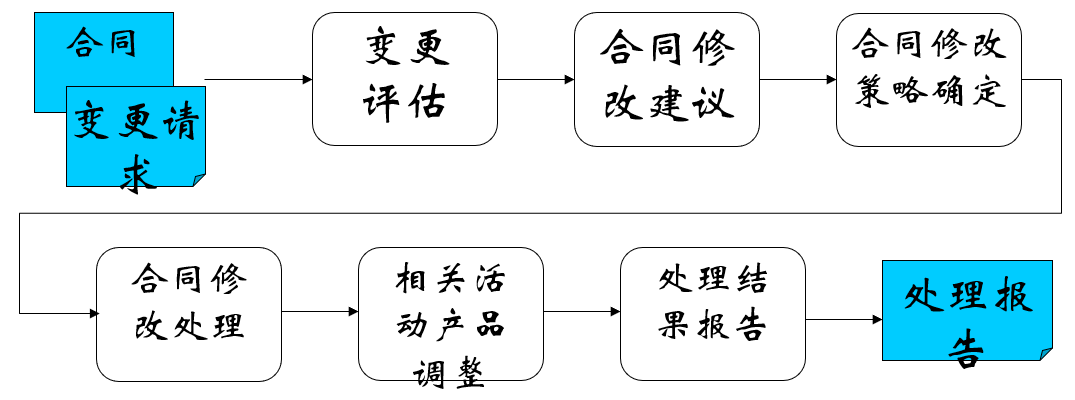 合同
变更请
求
变更
评估
合同修
改建议
合同修改
策略确定
合同修
改处理
相关活
动产品
调整
处理结
果报告
处理报
告